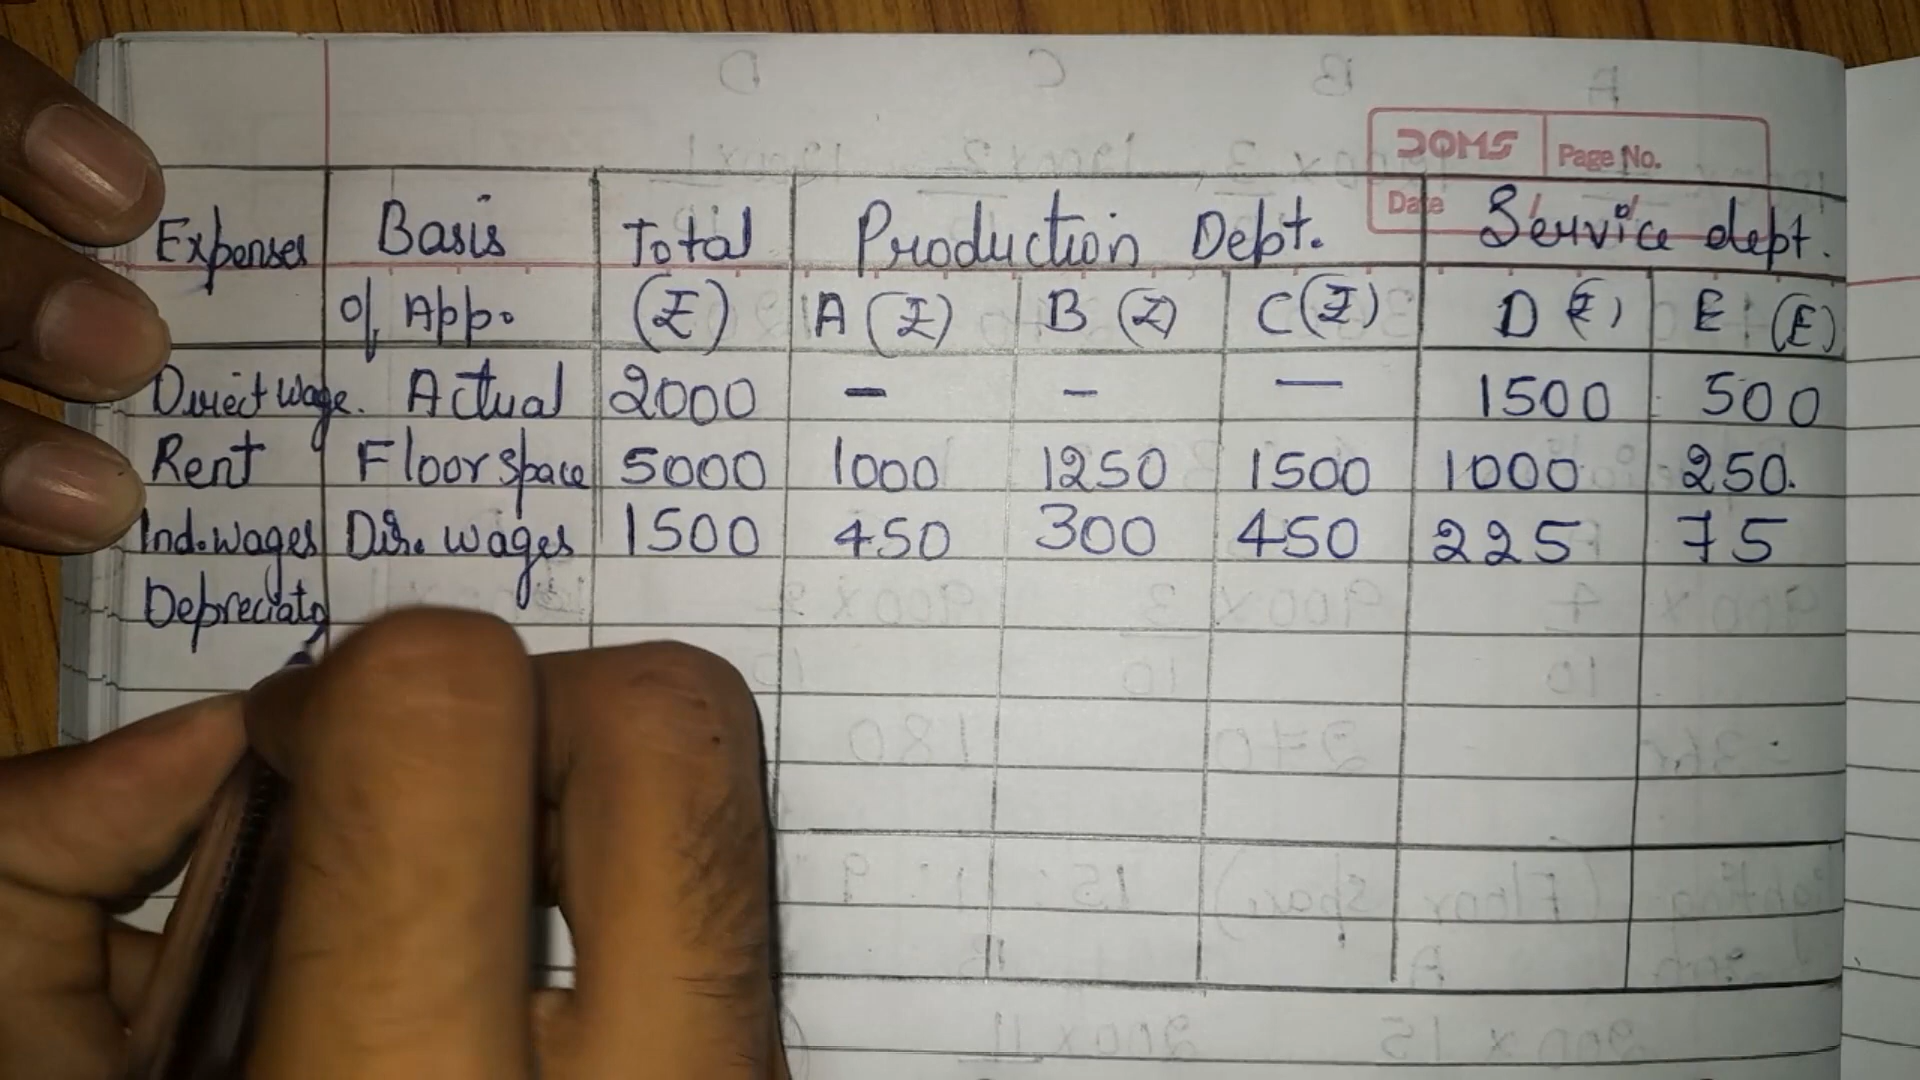 DOMS Page No.
Date
Expenses Basis Total Production Dept. Service dept.
of App. (₹) A (₹) B (₹) C (₹) D (₹) E (₹)
Direct wage. Actual 2000 - - - 1500 500
Rent Floor space 5000 1000 1250 1500 1000 250.
Ind. wages Dir. wages 1500 450 300 450 225 75